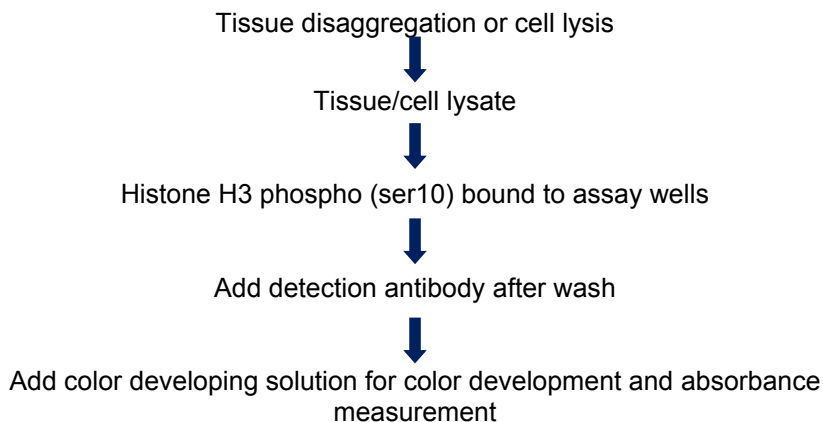 Tissue disaggregation or cell lysis
Tissue/cell lysate
Histone H3 phospho (ser10) bound to assay wells
Add detection antibody after wash
Add color developing solution for color development and absorbance
measurement